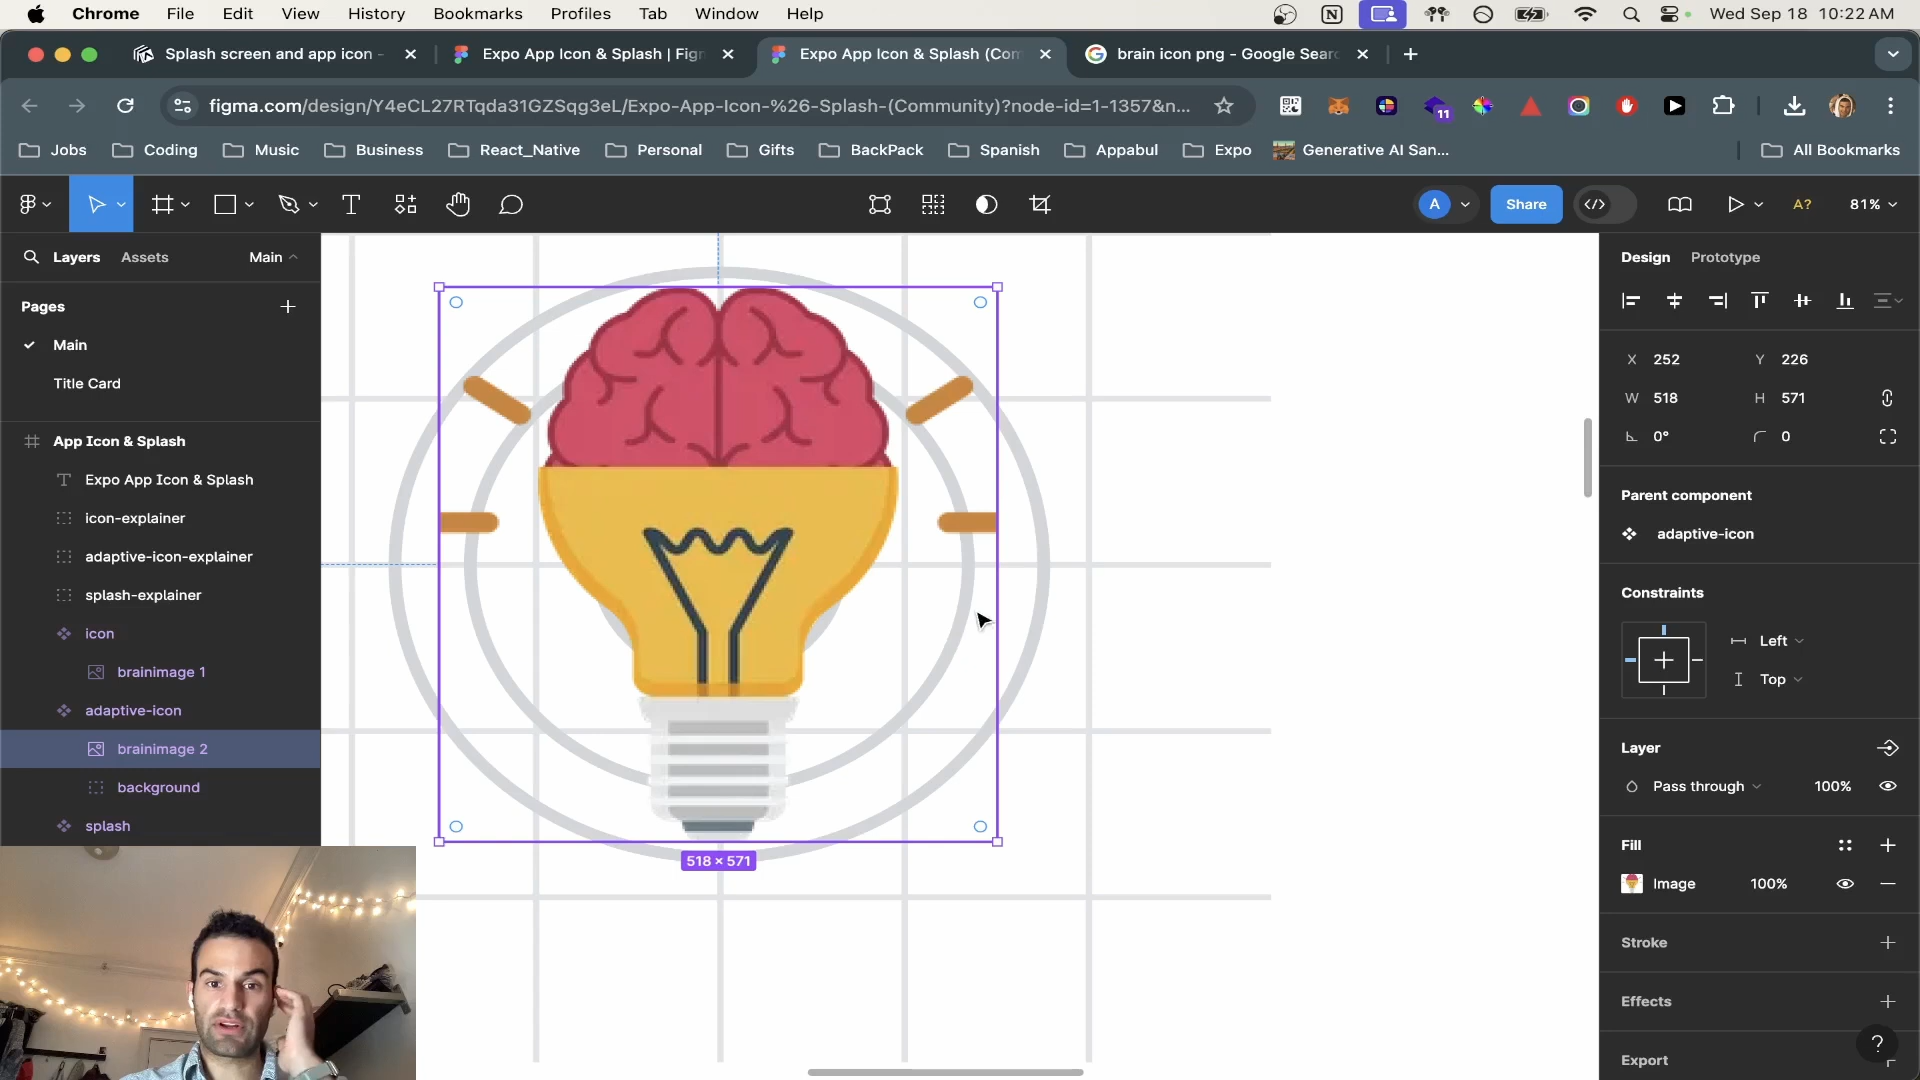 Chrome File Edit View History Bookmarks Profiles Tab Window Help Wed Sep 18 10:22 AM
Splash screen and app icon - Expo App Icon & Splash | Fig Expo App Icon & Splash (Com brain icon png - Google Sear
figma.com/design/Y4eCL27RTqda31GZSqg3eL/Expo-App-Icon-%26-Splash-(Community)?node-id=1-1357&n... 11
Jobs Coding Music Business React_Native Personal Gifts BackPack Spanish Appabul Expo Generative AI San... All Bookmarks
A Share A? 81%
Layers Assets Main
Pages
Main
Title Card
App Icon & Splash
Expo App Icon & Splash
icon-explainer
adaptive-icon-explainer
splash-explainer
icon
brainimage 1
adaptive-icon
brainimage 2
background
splash
518 × 571
Design Prototype
X 252 Y 226
W 518 H 571
0° 0
Parent component
adaptive-icon
Constraints
Left
Top
Layer
Pass through 100%
Fill
Image 100%
Stroke
Effects
Export
?